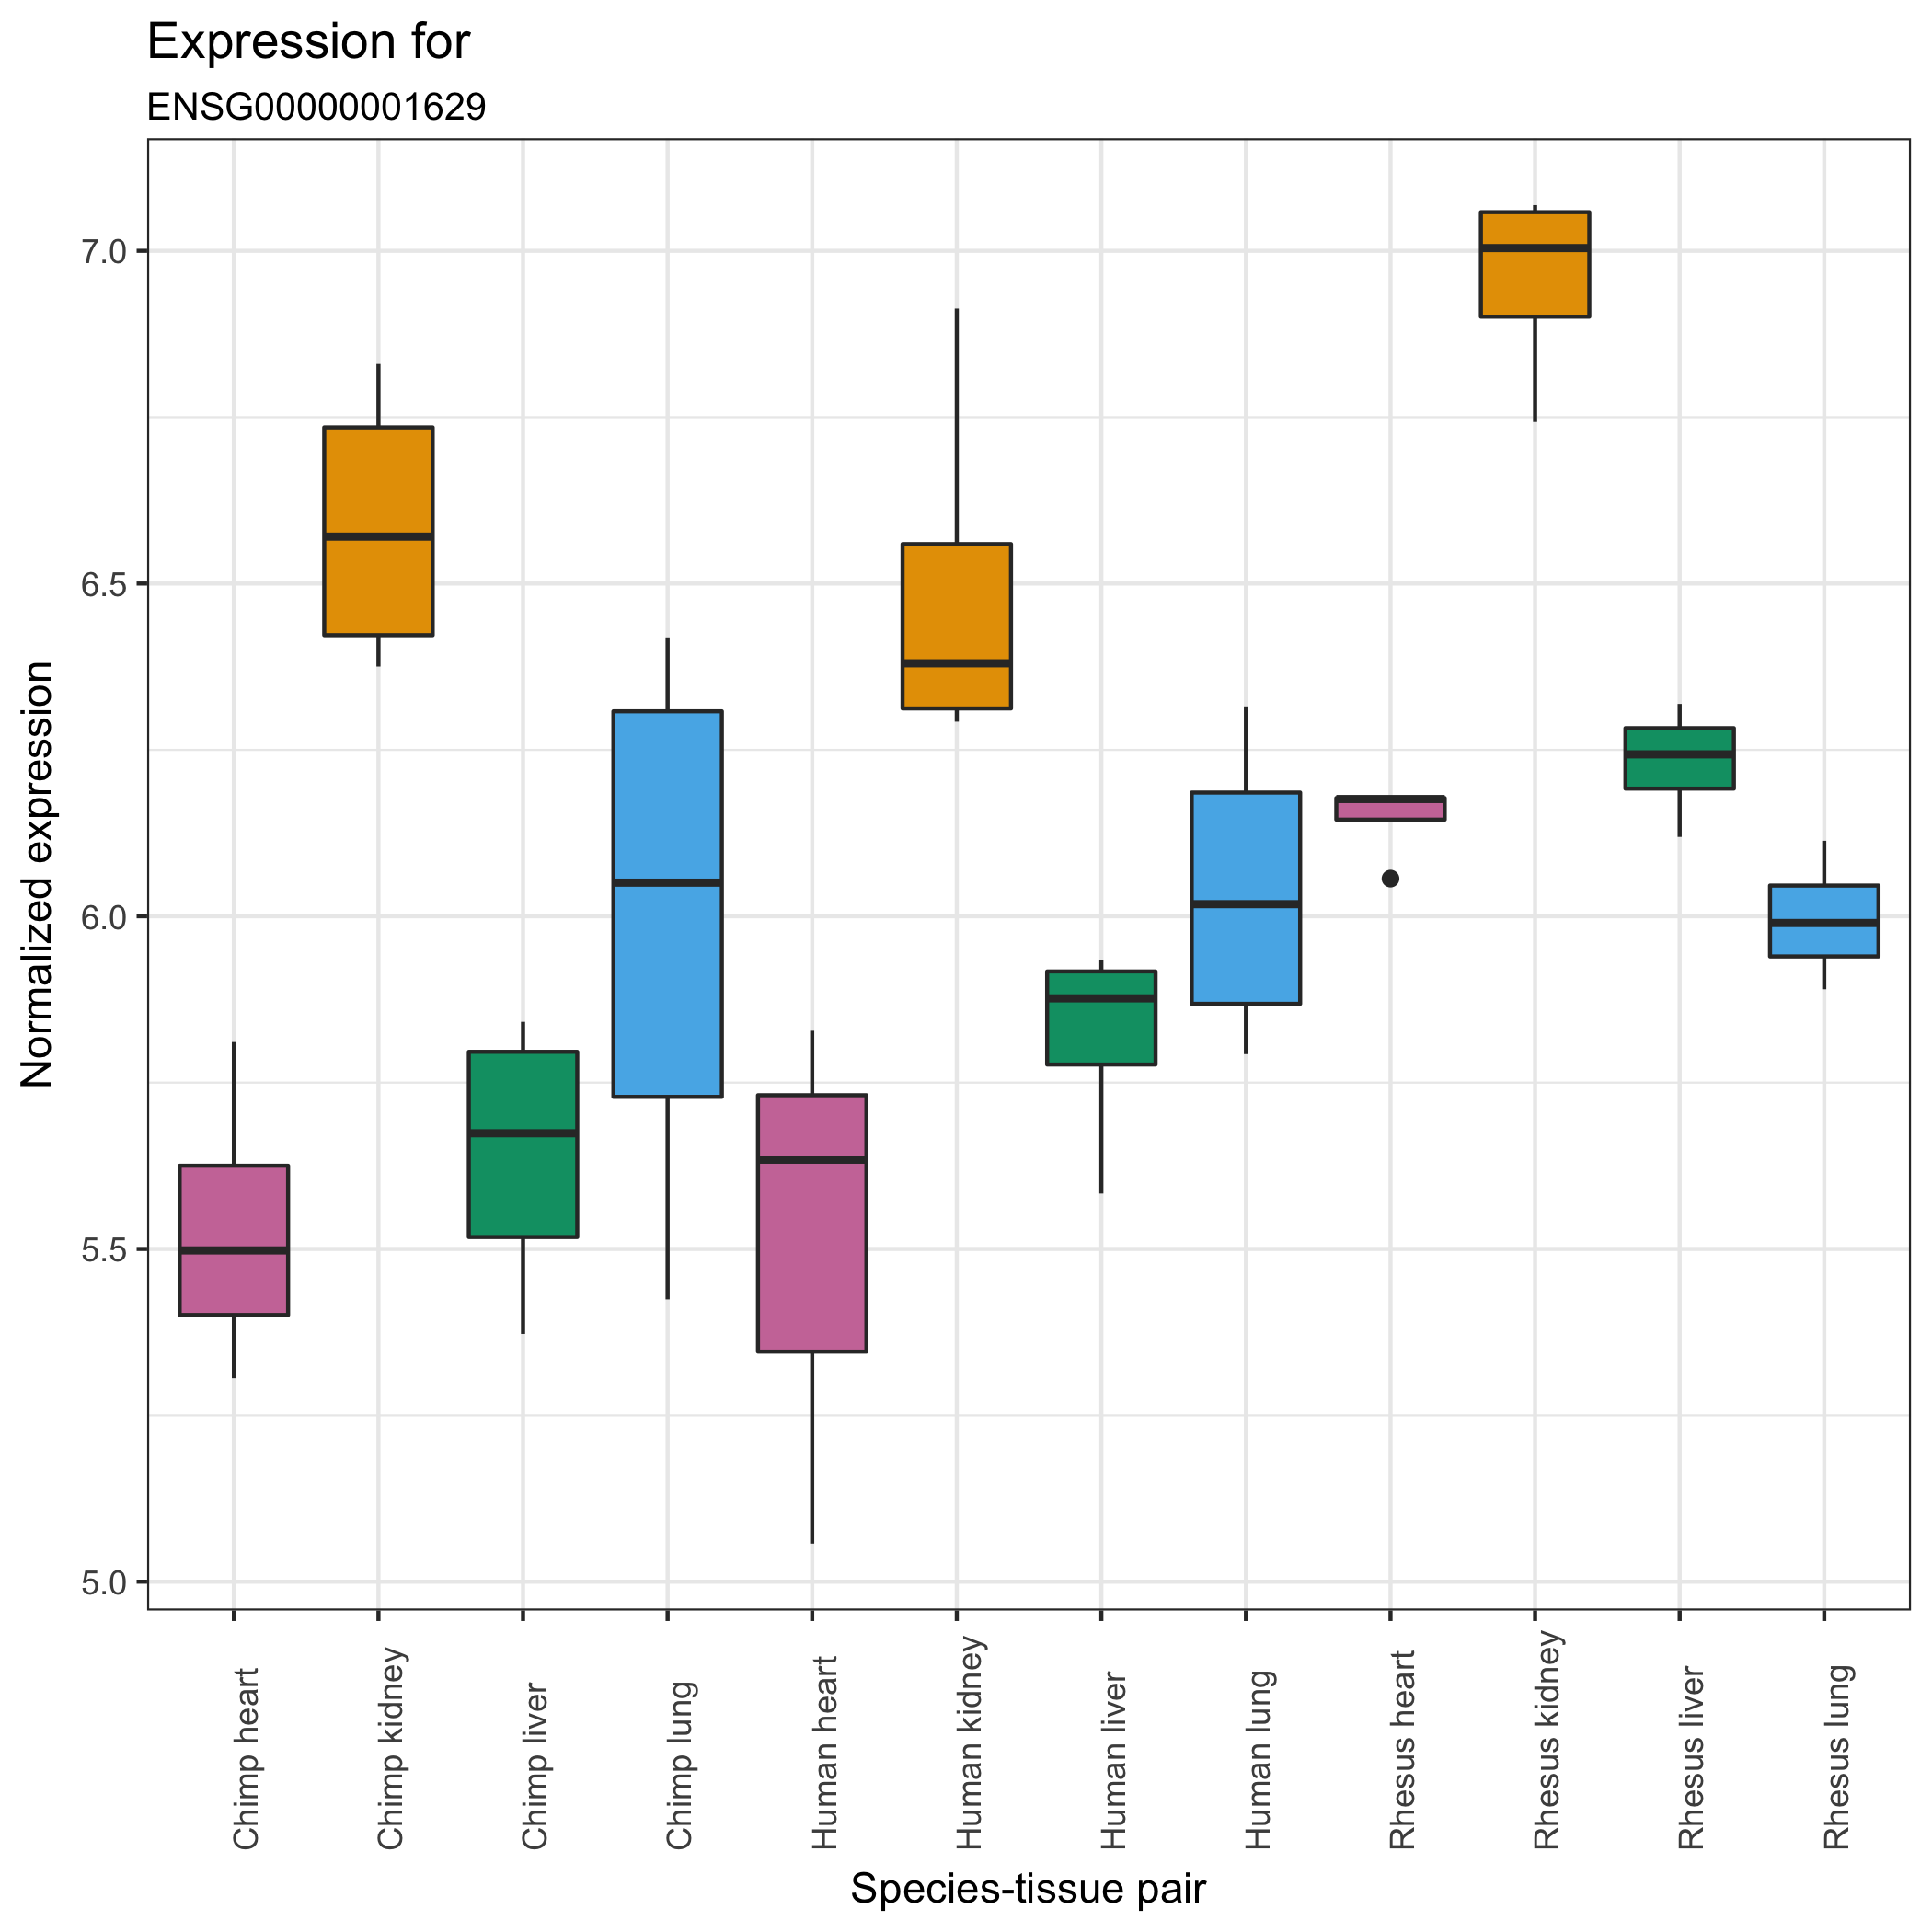 Expression for
ENSG00000001629
Normalized expression
7.0
6.5
6.0
5.5
5.0
Chimp heart
Chimp kidney
Chimp liver
Chimp lung
Human heart
Human kidney
Human liver
Human lung
Rhesus heart
Rhesus kidney
Rhesus liver
Rhesus lung
Species-tissue pair